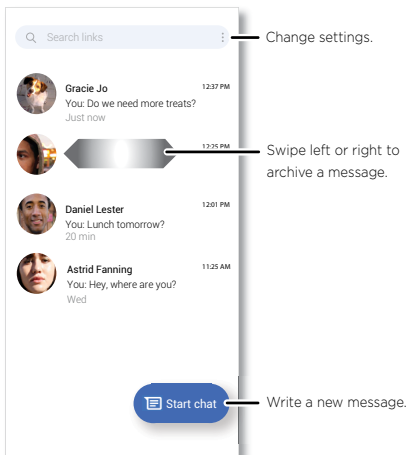 Search links
Change settings.
Gracie Jo 12:37 PM
You: Do we need more treats?
Just now
12:25 PM
Swipe left or right to
archive a message.
Daniel Lester 12:01 PM
You: Lunch tomorrow?
20 min
Astrid Fanning 11:25 AM
You: Hey, where are you?
Wed
Start chat
Write a new message.